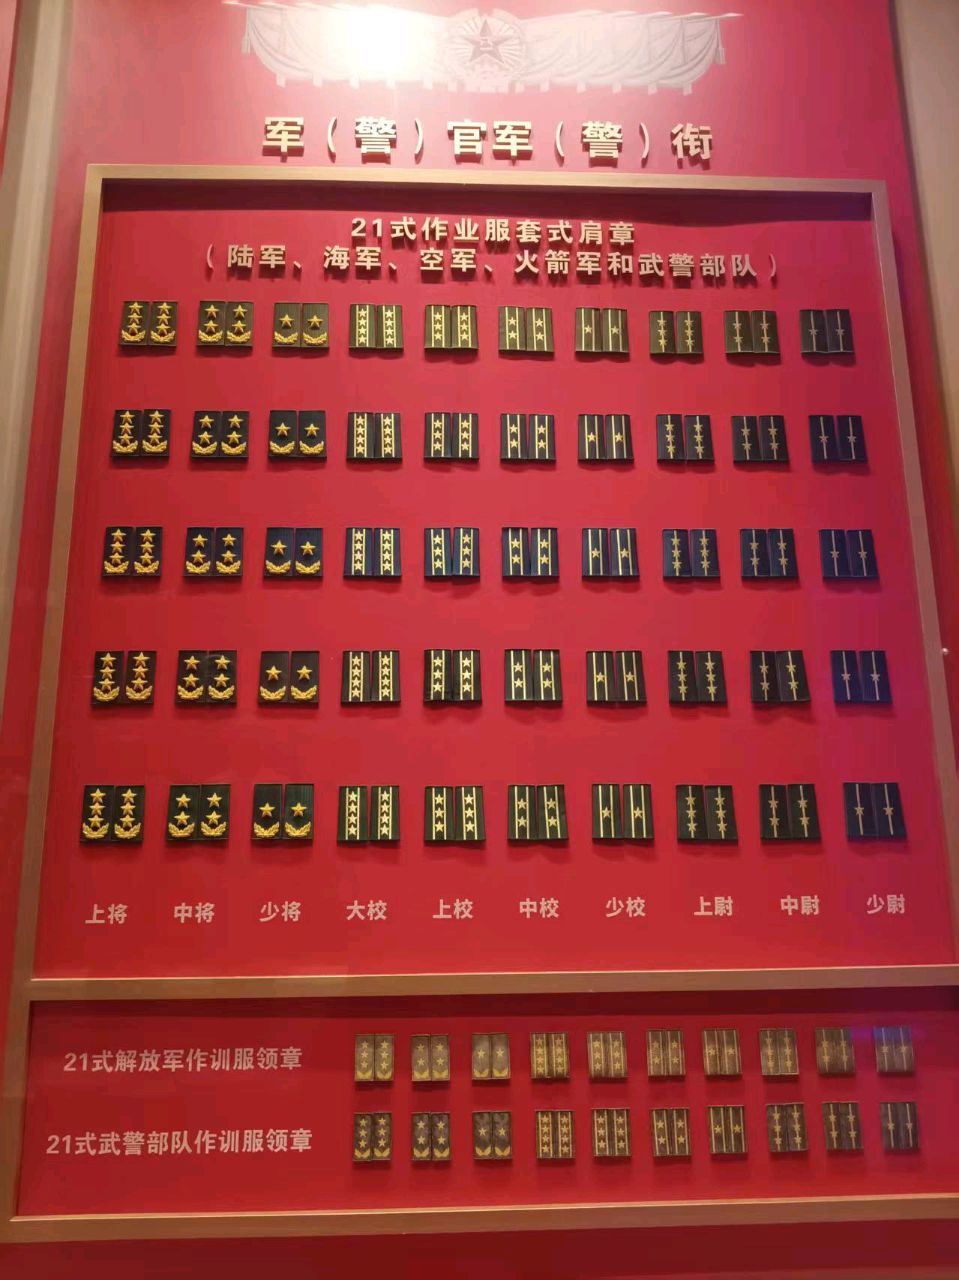 军（警）官军（警）衔
21式作业服套式肩章
（陆军、海军、空军、火箭军和武警部队）
上将 中将 少将 大校 上校 中校 少校 上尉 中尉 少尉
21式解放军作训服领章
21式武警部队作训服领章